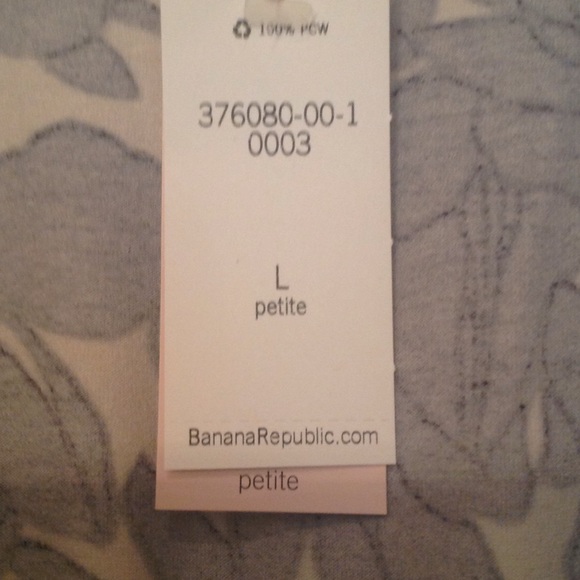 100% PCW
376080-00-1
0003
L
petite
BananaRepublic.com
petite